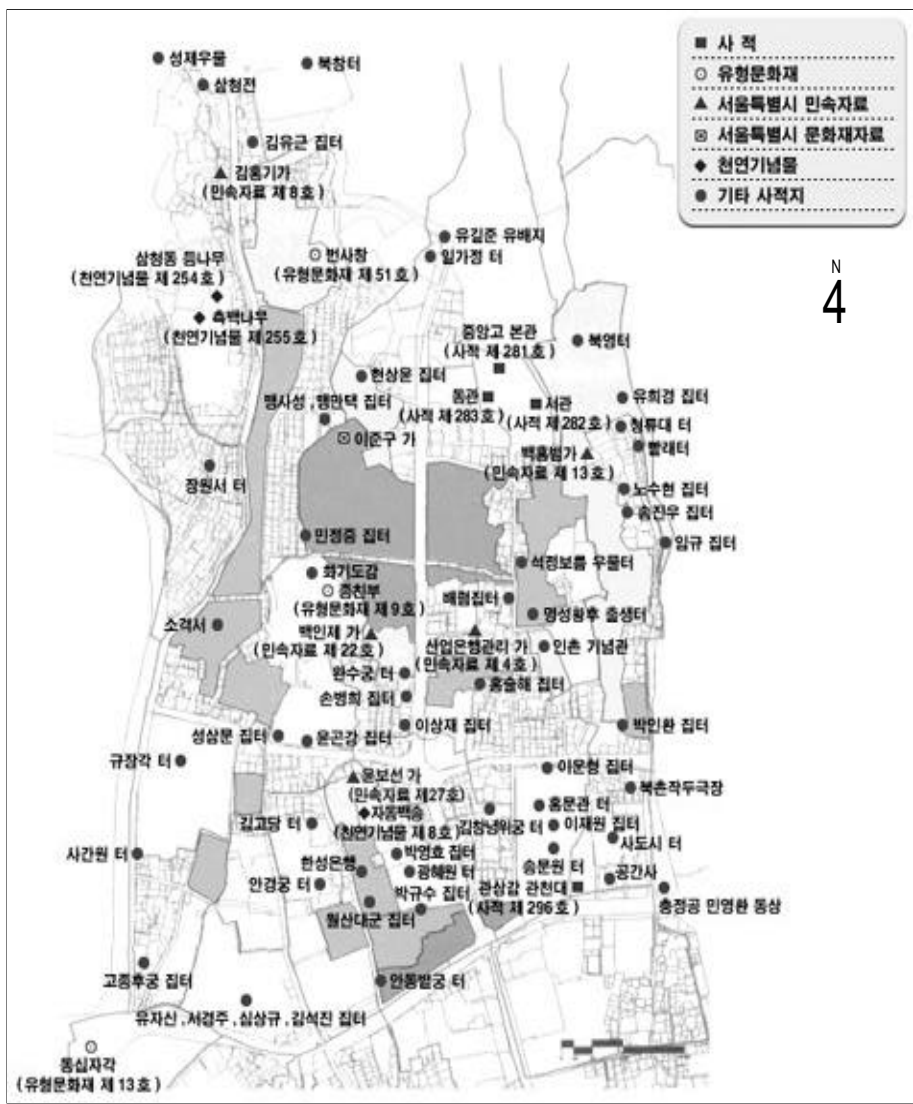 성제우물
북창터
삼청전
김유근 집터
김홍기가
(민속자료 제 8호)
■ 사 적
⊙ 유형문화재
▲ 서울특별시 민속자료
⊠ 서울특별시 문화재자료
◆ 천연기념물
● 기타 사적지
N
4
유길준 유배지
번사창
(유형문화재 제 51호)
일가정 터
삼청동 등나무
(천연기념물 제 254호)
측백나무
(천연기념물 제 255호)
중앙고 본관
(사적 제 281호)
북영터
현상윤 집터
동관
(사적 제 283호)
서관
(사적 제 282호)
유희경 집터
맹사성 , 맹만택 집터
청류대 터
이준구 가
빨래터
백홍범가
(민속자료 제 13호)
장원서 터
노수현 집터
송진우 집터
민정중 집터
임규 집터
석정보름 우물터
화기도감
종친부
(유형문화재 제 9호)
배렴집터
명성황후 출생터
소격서
백인제 가
(민속자료 제 22호)
산업은행관리 가
(민속자료 제 4호)
인촌 기념관
완수궁 터
홍술해 집터
손병희 집터
이상재 집터
박인환 집터
성삼문 집터
윤곤강 집터
규장각 터
윤보선 가
(민속자료 제27호)
북촌작두극장
자동백송
(천연기념물 제 8호)
홍문관 터
김고당 터
김창녕위궁 터
이재원 집터
사도시 터
사간원 터
박영효 집터
한성은행
광혜원 터
송문원 터
공간사
안경궁 터
박규수 집터
관상감 관천대
(사적 제 296호)
월산대군 집터
충정공 민영환 동상
고종후궁 집터
안동별궁 터
유자신 , 서경주 , 심상규 , 김석진 집터
동십자각
(유형문화재 제 13호)